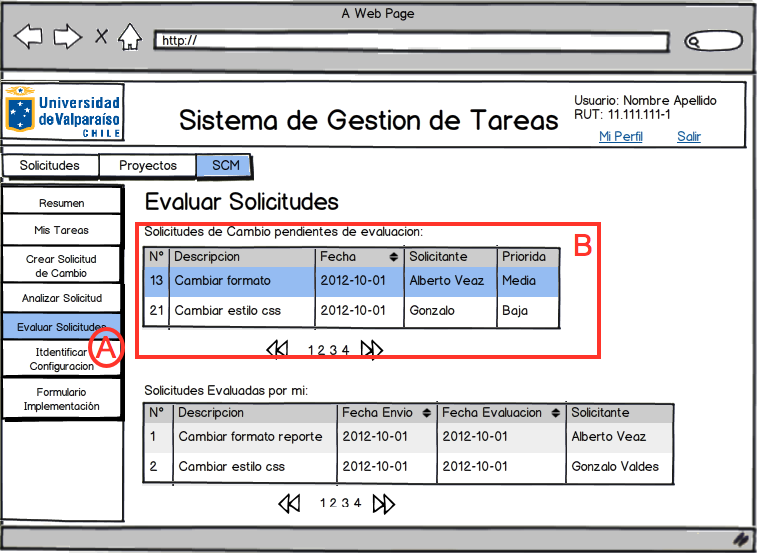 A Web Page
http://
Universidad
de Valparaíso
CHILE
Sistema de Gestion de Tareas
Usuario: Nombre Apellido
RUT: 11.111.111-1
Mi Perfil Salir
Solicitudes Proyectos SCM
Resumen
Mis Tareas
Crear Solicitud
de Cambio
Analizar Solicitud
Evaluar Solicitudes
A
Itdentificar
Configuracion
Formulario
Implementación
Evaluar Solicitudes
Solicitudes de Cambio pendientes de evaluacion:
B
N° Descripcion Fecha Solicitante Priorida
13 Cambiar formato 2012-10-01 Alberto Veaz Media
21 Cambiar estilo css 2012-10-01 Gonzalo Baja
1 2 3 4
Solicitudes Evaluadas por mi:
N° Descripcion Fecha Envio Fecha Evaluacion Solicitante
1 Cambiar formato reporte 2012-10-01 2012-10-01 Alberto Veaz
2 Cambiar estilo css 2012-10-01 2012-10-01 Gonzalo Valdes
1 2 3 4